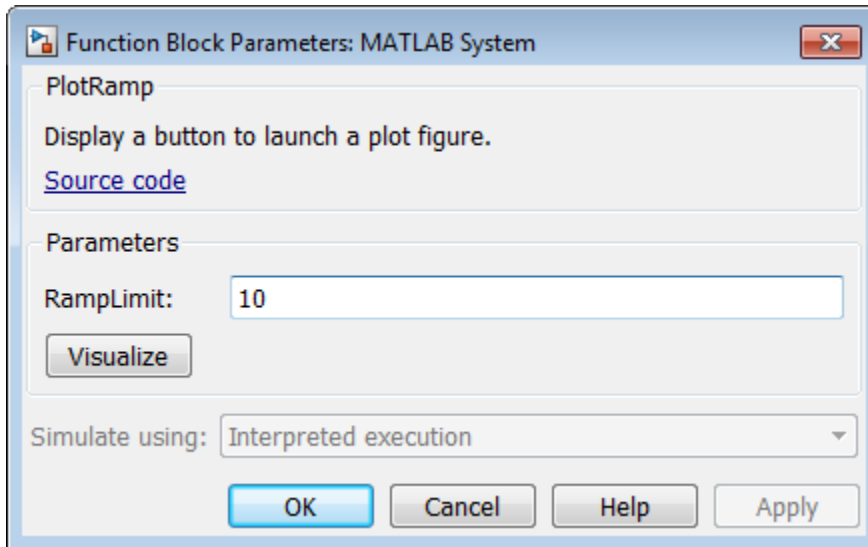 Function Block Parameters: MATLAB System
PlotRamp
Display a button to launch a plot figure.
Source code
Parameters
RampLimit: 10
Visualize
Simulate using: Interpreted execution
OK Cancel Help Apply